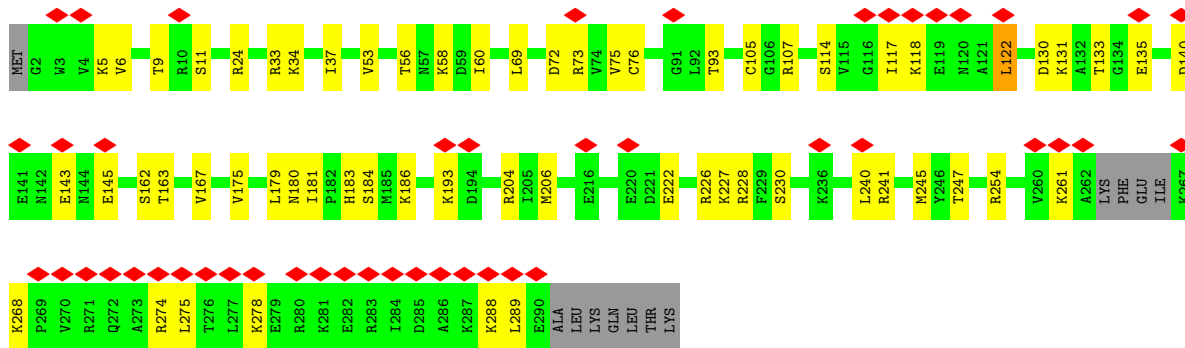 MET G2 W3 V4 K5 V6 T9 R10 S11 R24 R33 K34 I37 V53 T56 N57 K58 D59 I60 L69 D72 R73 V74 V75 C76 G91 L92 T93 C105 G106 R107 S114 V115 G116 I117 K118 E119 N120 A121 L122 D130 K131 A132 T133 G134 E135 D140
E141 N142 E143 N144 E145 S162 T163 V167 V175 L179 N180 I181 P182 H183 S184 M185 K186 K193 D194 R204 I205 M206 E216 E220 D221 E222 R226 K227 R228 F229 S230 K236 L240 R241 M245 Y246 T247 R254 V260 K261 A262 LYS PHE GLU ILE K267
K268 P269 V270 R271 Q272 A273 R274 L275 T276 L277 K278 E279 R280 K281 E282 R283 I284 D285 A286 K287 K288 L289 E290 ALA LEU LYS GLN LEU THR LYS